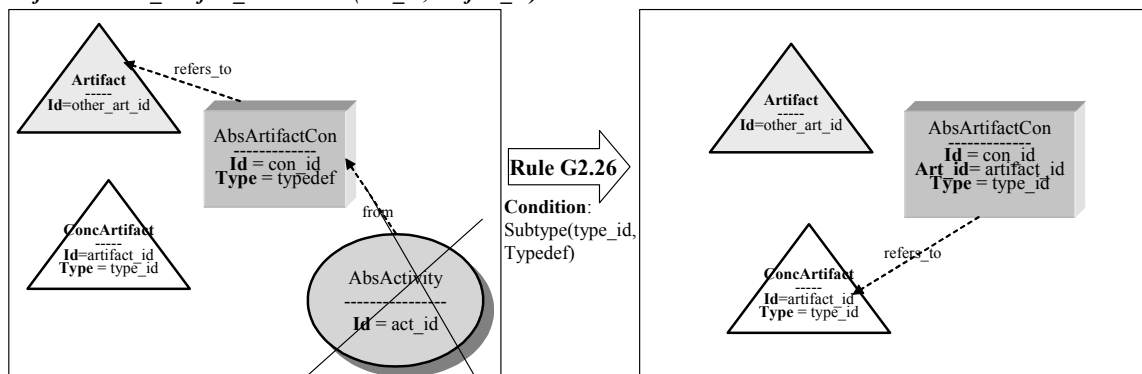 Artifact
-----
Id=other_art_id
refers_to
AbsArtifactCon
-------------
Id = con_id
Type = typedef
ConcArtifact
-----
Id=artifact_id
Type = type_id
from
AbsActivity
----------------
Id = act_id
Rule G2.26
Condition:
Subtype(type_id,
Typedef)
Artifact
-----
Id=other_art_id
AbsArtifactCon
-------------
Id = con_id
Art_id= artifact_id
Type = type_id
refers_to
ConcArtifact
-----
Id=artifact_id
Type = type_id